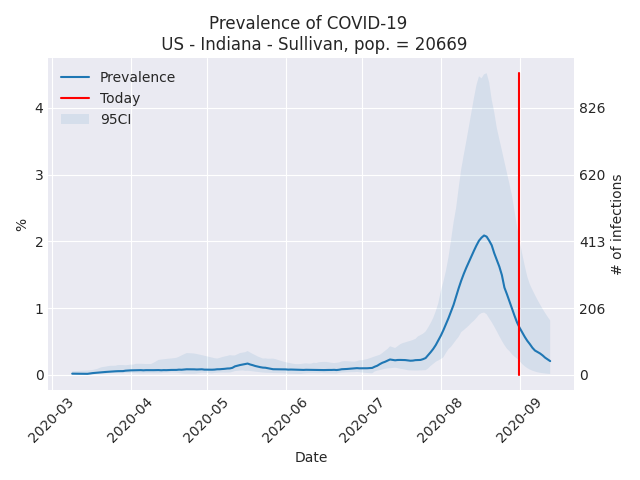 Prevalence of COVID-19
US - Indiana - Sullivan, pop. = 20669
Prevalence
Today
95CI
%
4
3
2
1
0
826
620
413
206
0
# of infections
2020-03
2020-04
2020-05
2020-06
2020-07
2020-08
2020-09
Date